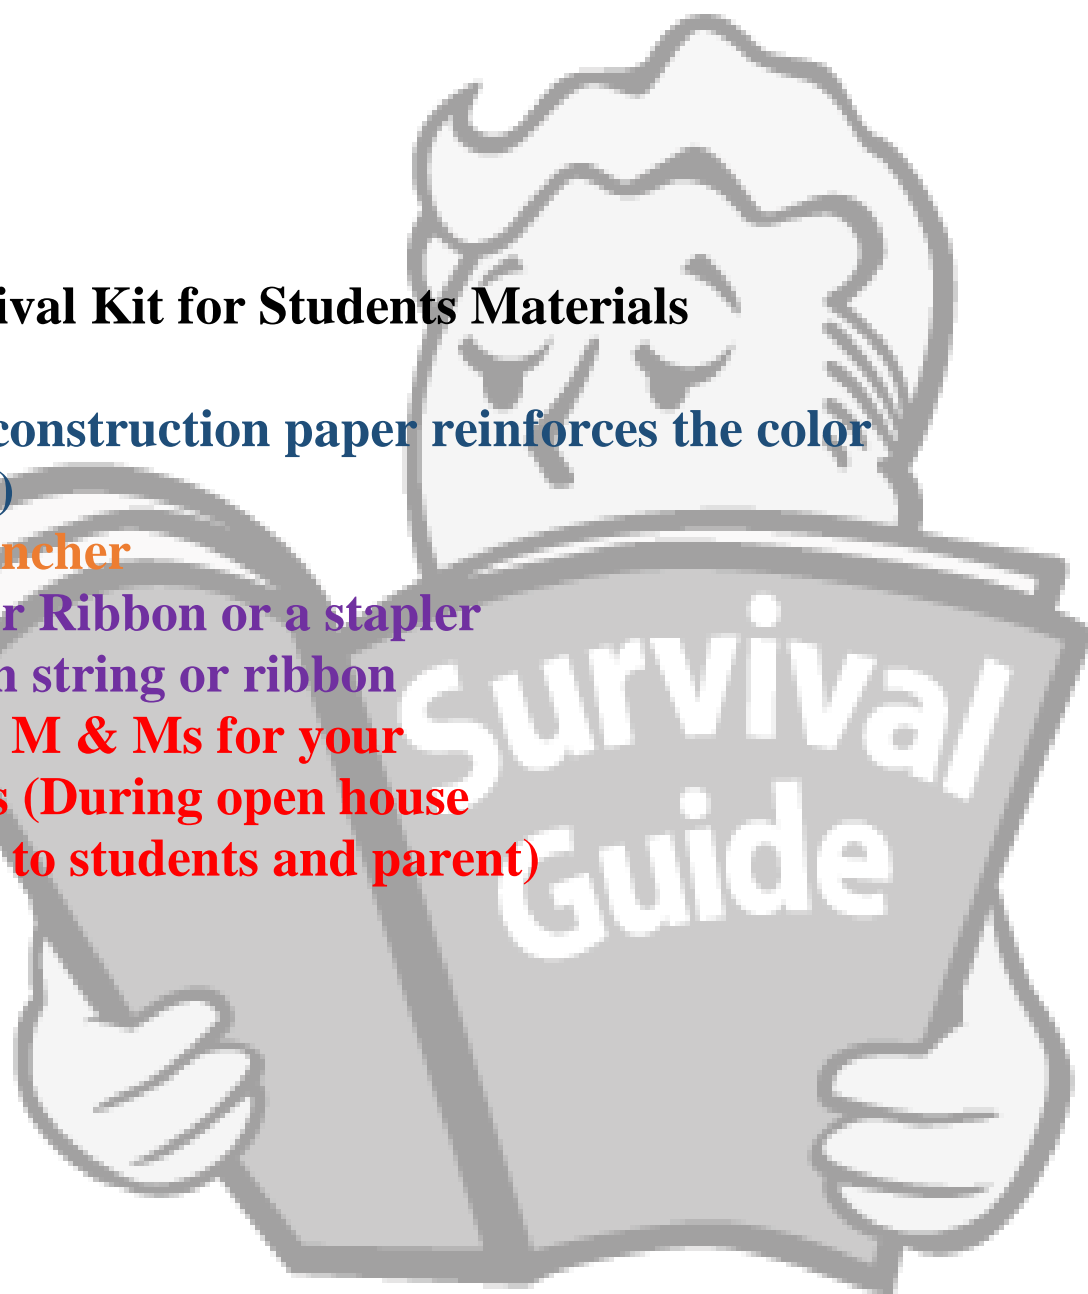 ival Kit for Students Materials
construction paper reinforces the color
)
ncher
r Ribbon or a stapler
n string or ribbon
M & Ms for your
s (During open house
to students and parent)
Survival
Guide